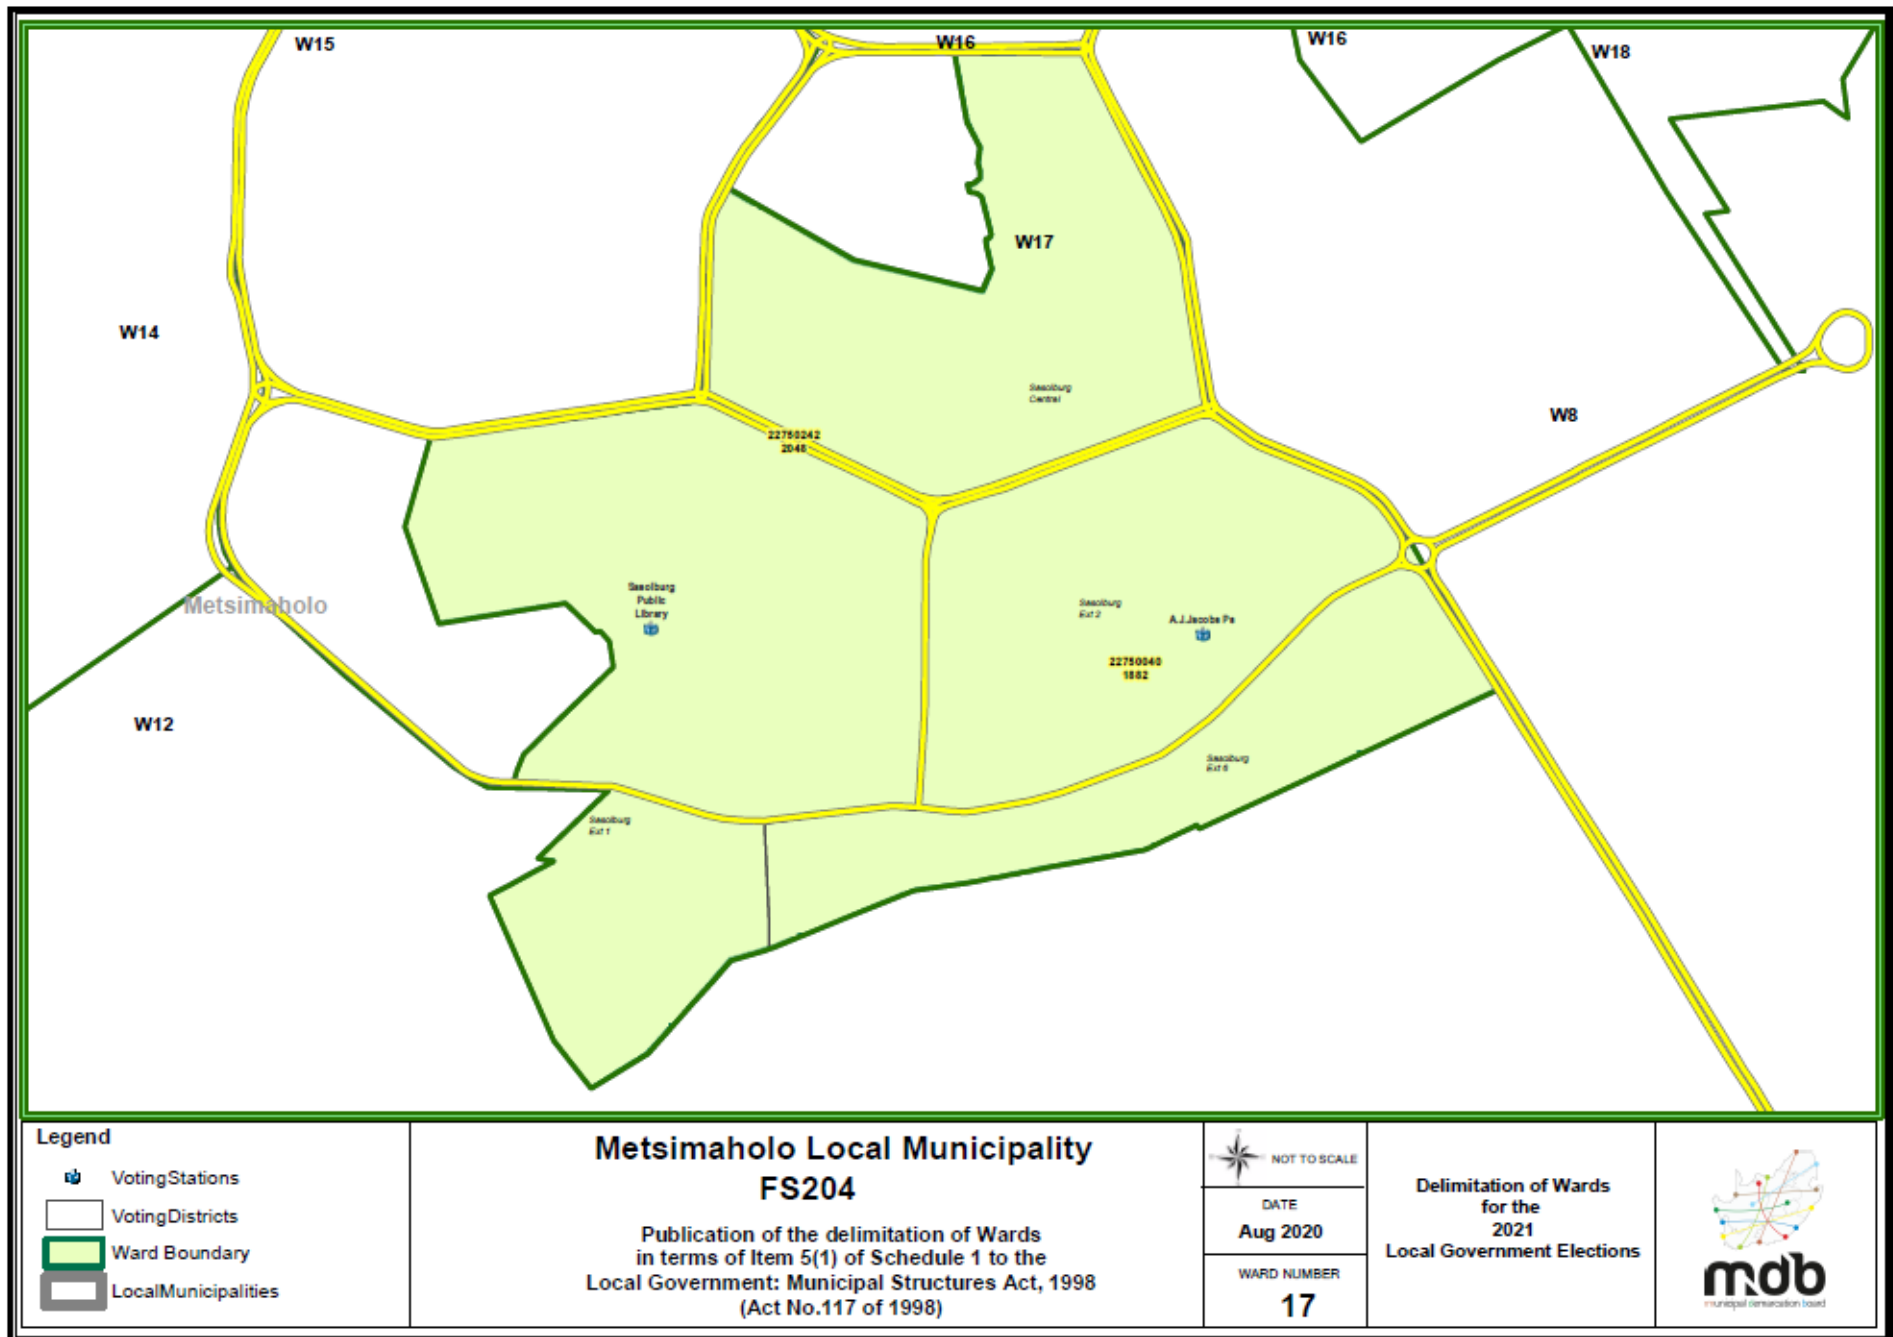 W15
W16
W16
W18
W17
W14
Sasolburg
Central
W8
22750242
2048
Sasolburg
Public
Library
Metsimaholo
Sasolburg
Ext 2
A.J.Jacobs Ps
22750040
1882
W12
Sasolburg
Ext 6
Sasolburg
Ext 1
Legend
VotingStations
VotingDistricts
Ward Boundary
LocalMunicipalities
Metsimaholo Local Municipality
FS204
Publication of the delimitation of Wards
in terms of Item 5(1) of Schedule 1 to the
Local Government: Municipal Structures Act, 1998
(Act No.117 of 1998)
NOT TO SCALE
DATE
Aug 2020
WARD NUMBER
17
Delimitation of Wards
for the
2021
Local Government Elections
mdb
municipal demarcation board